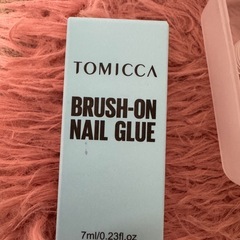 TOMICCA
BRUSH-ON
NAIL GLUE
7ml/0.23fl.oz